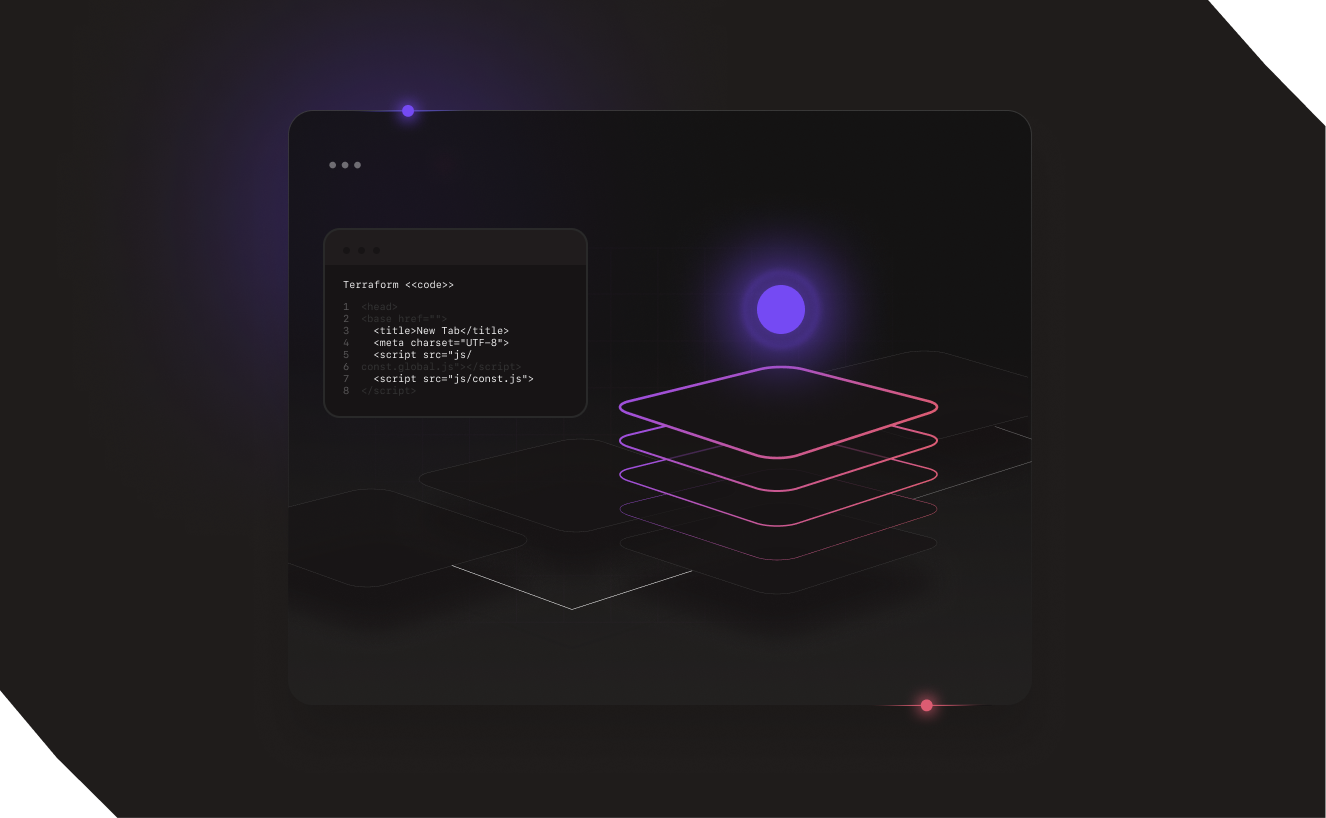 Terraform <<code>>
1 <head>
2 <base href="">
3 <title>New Tab</title>
4 <meta charset="UTF-8">
5 <script src="js/
6 const.global.js"></script>
7 <script src="js/const.js">
8 </script>